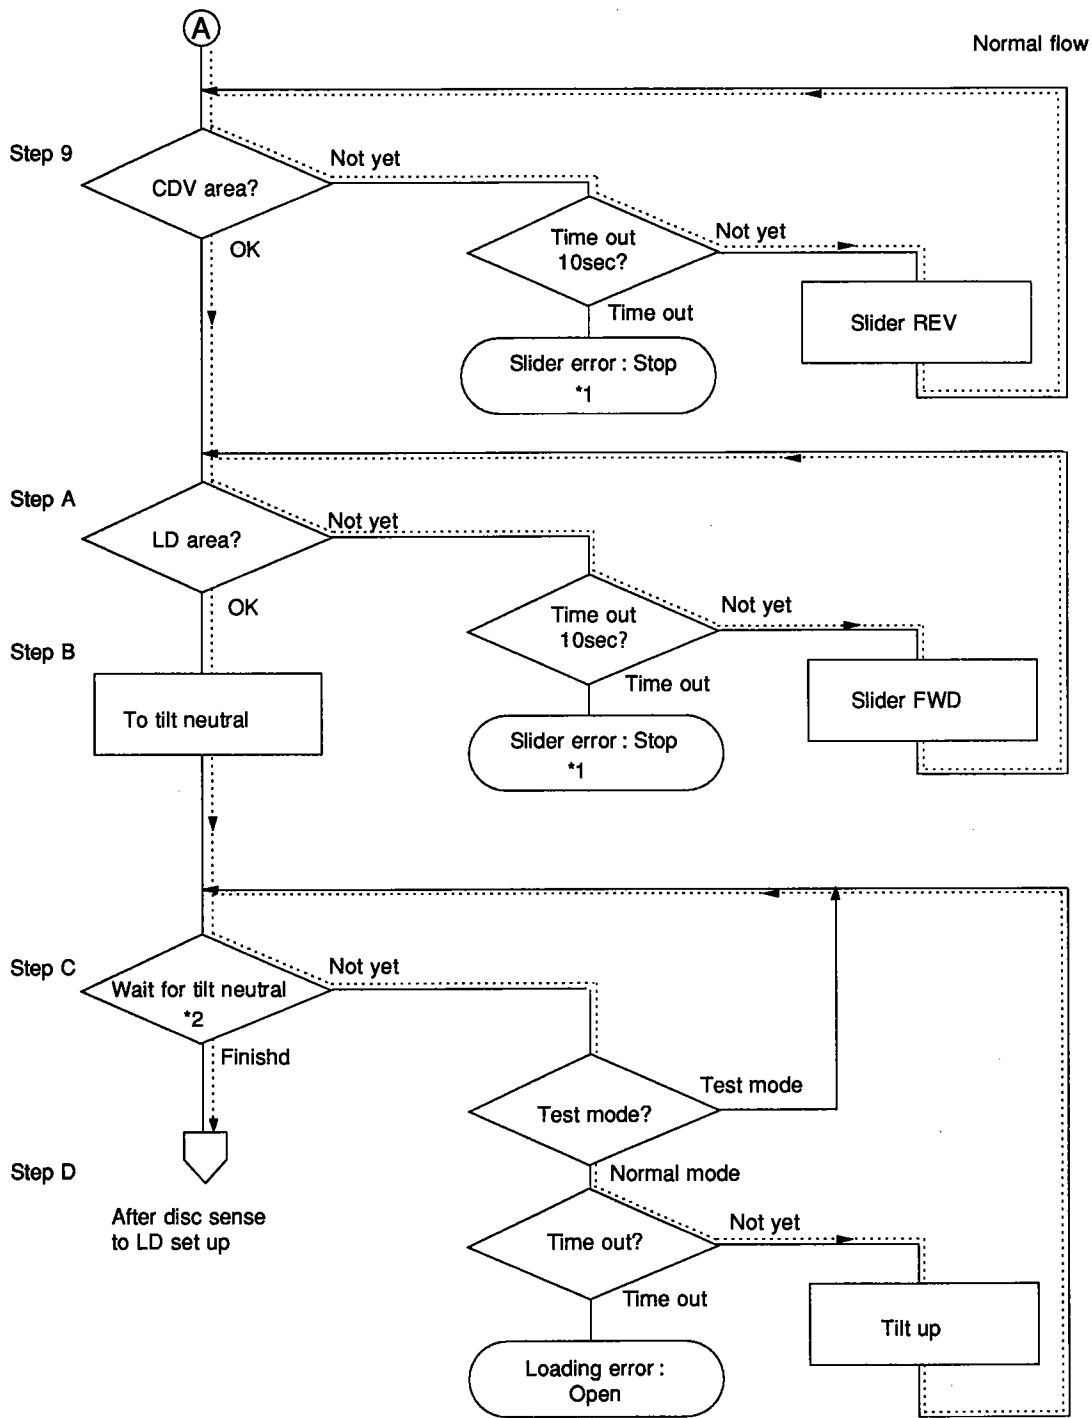 A
Normal flow
Step 9
CDV area?
Not yet
OK
Time out
10sec?
Not yet
Time out
Slider error : Stop
*1
Slider REV
Step A
LD area?
Not yet
OK
Time out
10sec?
Not yet
Time out
Slider error : Stop
*1
Slider FWD
Step B
To tilt neutral
Step C
Wait for tilt neutral
*2
Not yet
Finishd
Test mode?
Test mode
Normal mode
Step D
After disc sense
to LD set up
Time out?
Not yet
Time out
Loading error :
Open
Tilt up